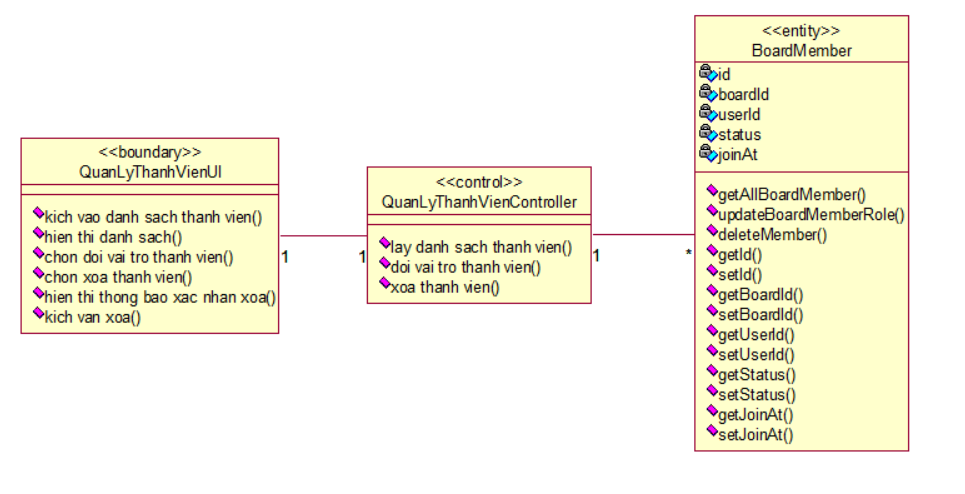 <<boundary>>
QuanLyThanhVienUI
kich vao danh sach thanh vien()
hien thi danh sach()
chon doi vai tro thanh vien()
chon xoa thanh vien()
hien thi thong bao xac nhan xoa()
kich van xoa()
1
1
<<control>>
QuanLyThanhVienController
lay danh sach thanh vien()
doi vai tro thanh vien()
xoa thanh vien()
1
*
<<entity>>
BoardMember
id
boardId
userId
status
joinAt
getAllBoardMember()
updateBoardMemberRole()
deleteMember()
getId()
setId()
getBoardId()
setBoardId()
getUserId()
setUserId()
getStatus()
setStatus()
getJoinAt()
setJoinAt()